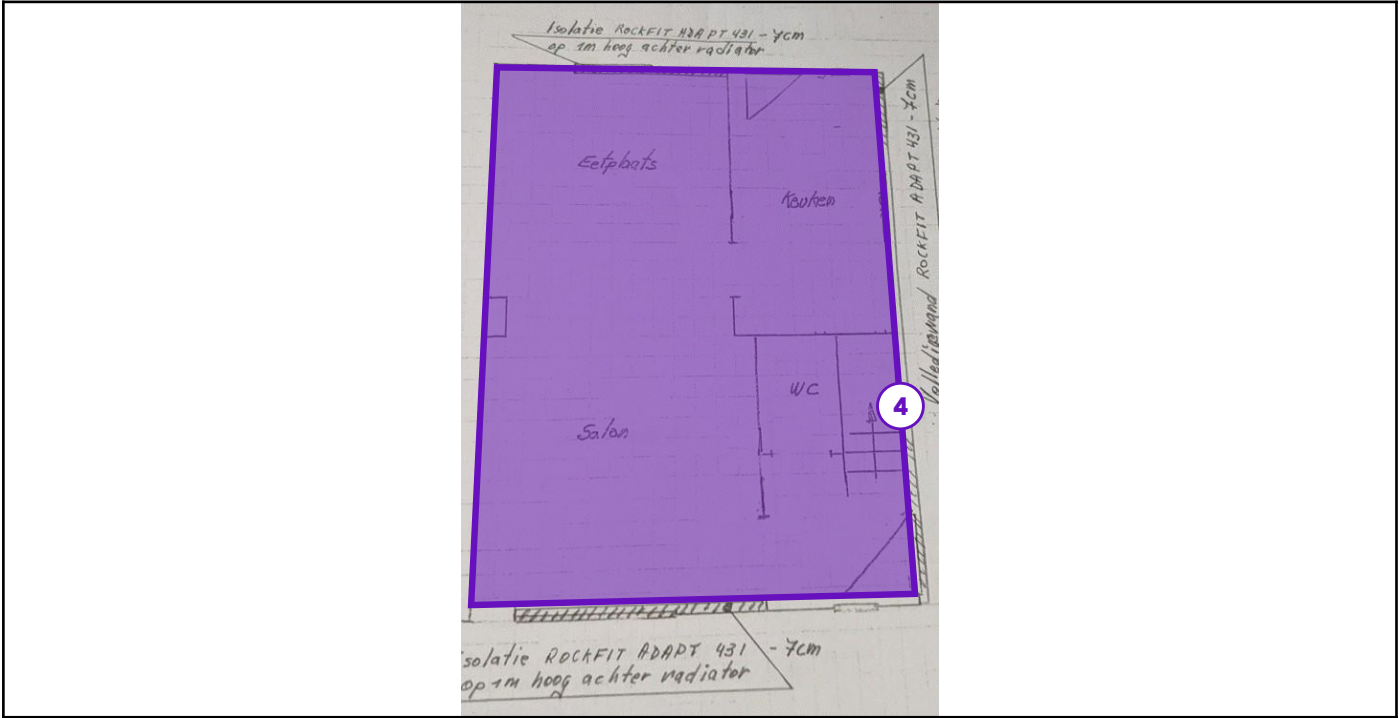 Isolatie ROCKFIT ADAPT 431 - 7cm
op 1m hoog achter radiator
Eetplaats
Keuken
Volledige wand ROCKFIT ADAPT 431 - 7cm
WC
4
Salon
solatie ROCKFIT ADAPT 431 - 7cm
op 1m hoog achter radiator